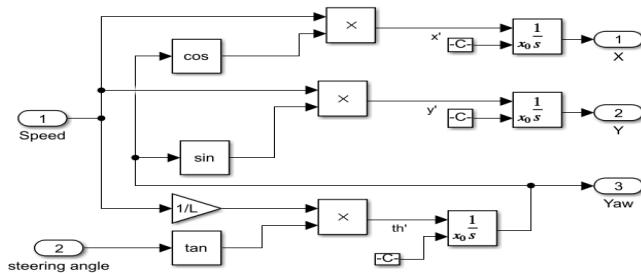 ×
cos
x'
-C-
1
x₀ s
1
X
1
Speed
×
sin
y'
-C-
1
x₀ s
2
Y
3
Yaw
1/L
×
th'
1
x₀ s
-C-
2
steering angle
tan